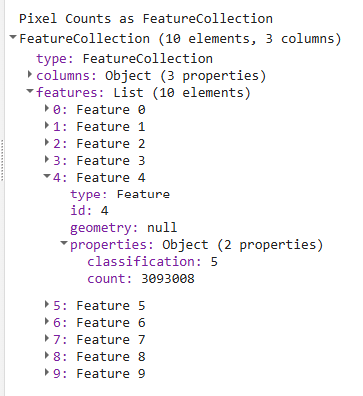 Pixel Counts as FeatureCollection
FeatureCollection (10 elements, 3 columns)
type: FeatureCollection
columns: Object (3 properties)
features: List (10 elements)
0: Feature 0
1: Feature 1
2: Feature 2
3: Feature 3
4: Feature 4
type: Feature
id: 4
geometry: null
properties: Object (2 properties)
classification: 5
count: 3093008
5: Feature 5
6: Feature 6
7: Feature 7
8: Feature 8
9: Feature 9